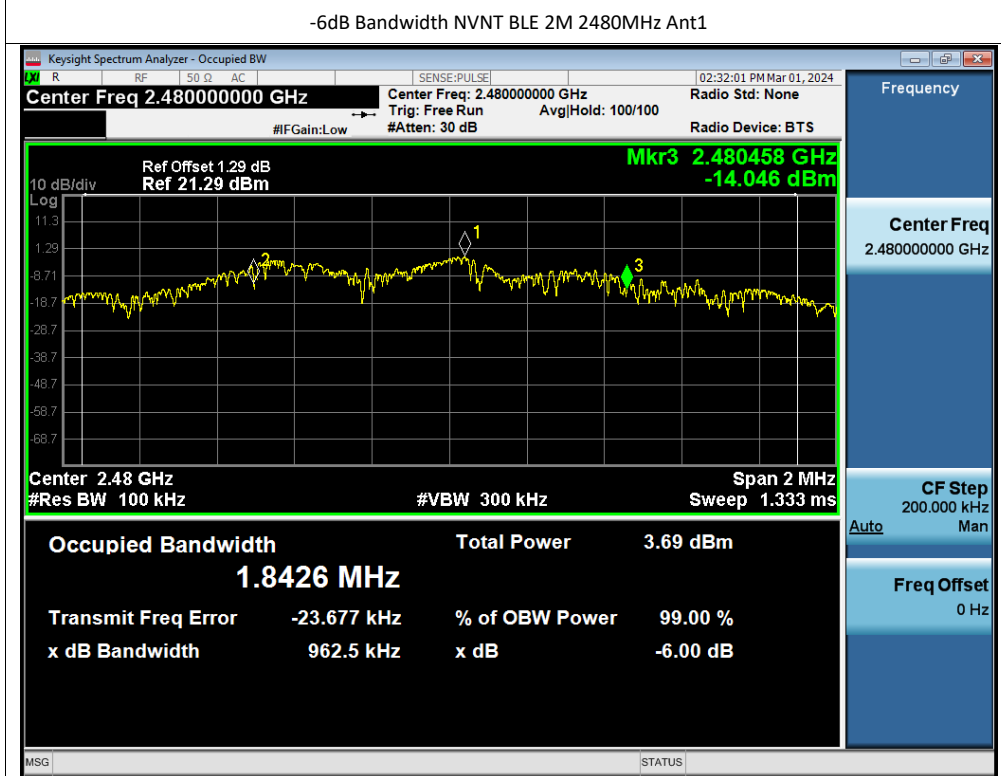 -6dB Bandwidth NVNT BLE 2M 2480MHz Ant1
Keysight Spectrum Analyzer - Occupied BW
LXI R RF 50 Ω AC SENSE:PULSE 02:32:01 PM Mar 01, 2024
Center Freq 2.480000000 GHz Center Freq: 2.480000000 GHz Radio Std: None
Trig: Free Run Avg|Hold: 100/100
#IFGain:Low #Atten: 30 dB Radio Device: BTS
Mkr3 2.480458 GHz
-14.046 dBm
Ref Offset 1.29 dB
10 dB/div Ref 21.29 dBm
Log
11.3
1.29
-8.71
-18.7
-28.7
-38.7
-48.7
-58.7
-68.7
1
2
3
Center 2.48 GHz Span 2 MHz
#Res BW 100 kHz #VBW 300 kHz Sweep 1.333 ms
Occupied Bandwidth Total Power 3.69 dBm
1.8426 MHz
Transmit Freq Error -23.677 kHz % of OBW Power 99.00 %
x dB Bandwidth 962.5 kHz x dB -6.00 dB
MSG STATUS
Frequency
Center Freq
2.480000000 GHz
CF Step
200.000 kHz
Auto Man
Freq Offset
0 Hz